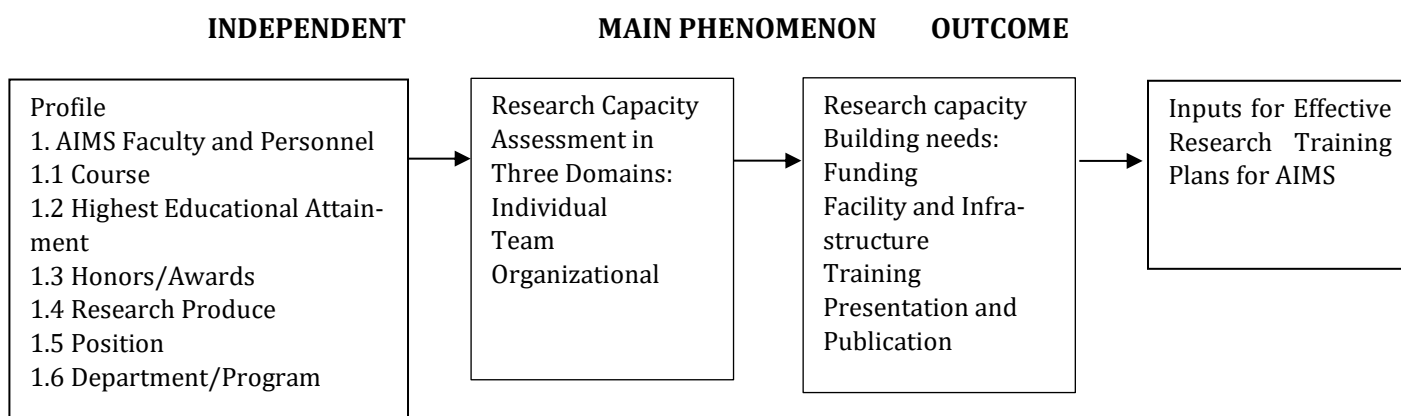 INDEPENDENT MAIN PHENOMENON OUTCOME
Profile
1. AIMS Faculty and Personnel
1.1 Course
1.2 Highest Educational Attain-
ment
1.3 Honors/Awards
1.4 Research Produce
1.5 Position
1.6 Department/Program
Research Capacity
Assessment in
Three Domains:
Individual
Team
Organizational
Research capacity
Building needs:
Funding
Facility and Infra-
structure
Training
Presentation and
Publication
Inputs for Effective
Research Training
Plans for AIMS